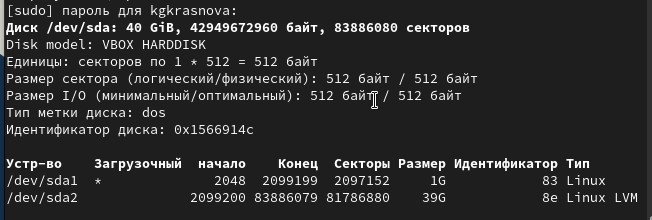 [sudo] пароль для kgkrasnova:
Диск /dev/sda: 40 GiB, 42949672960 байт, 83886080 секторов
Disk model: VBOX HARDDISK
Единицы: секторов по 1 * 512 = 512 байт
Размер сектора (логический/физический): 512 байт / 512 байт
Размер I/O (минимальный/оптимальный): 512 байт / 512 байт
Тип метки диска: dos
Идентификатор диска: 0x1566914c
Устр-во Загрузочный начало Конец Секторы Размер Идентификатор Тип
/dev/sda1 * 2048 2099199 2097152 1G 83 Linux
/dev/sda2 2099200 83886079 81786880 39G 8e Linux LVM